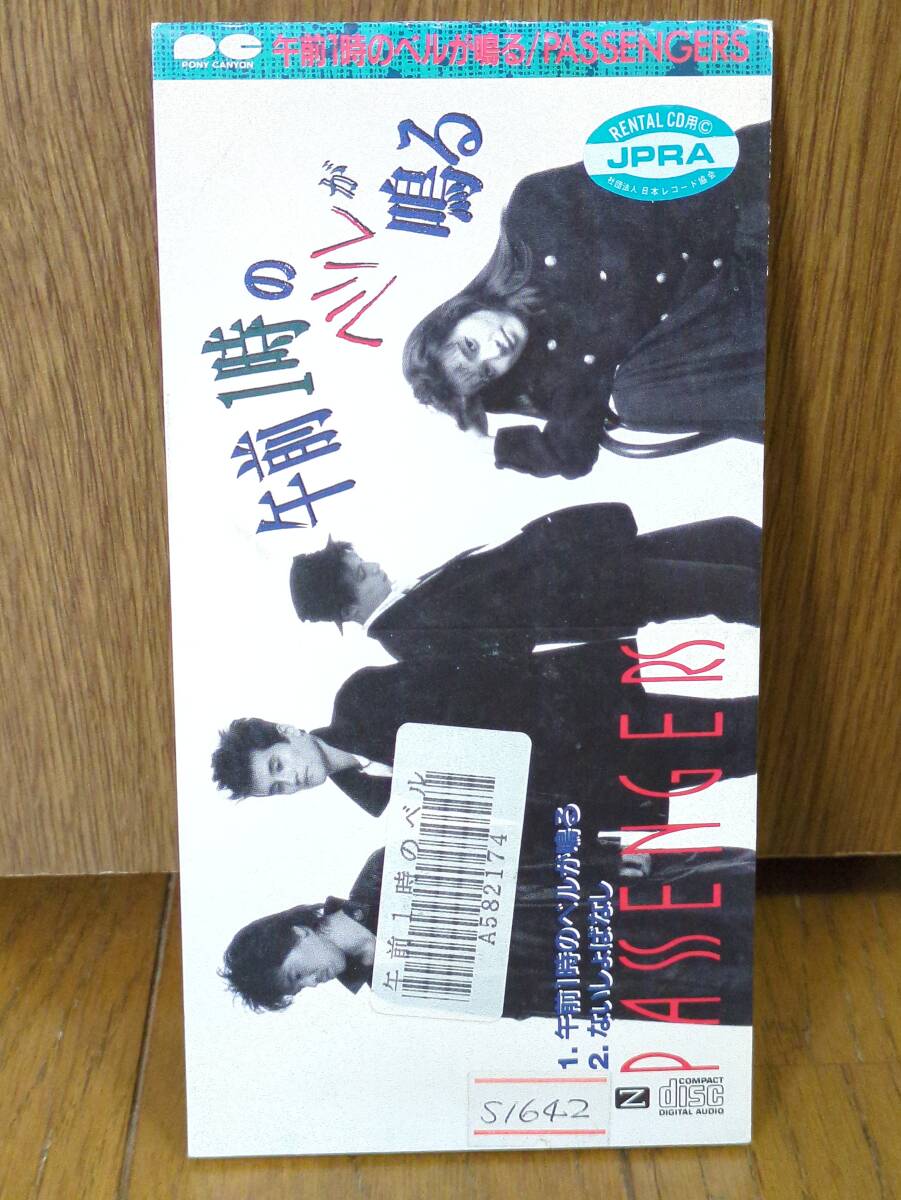 PONY CANYON
午前1時のベルが鳴る/PASSENGERS
RENTAL CD用©
JPRA
社団法人 日本レコード協会
午前1時のベルが鳴る
午前1時のベル
A582174
1. 午前1時のベルが鳴る
2. ないしょばなし
PASSENGERS
S1642
Z
COMPACT
disc
DIGITAL AUDIO